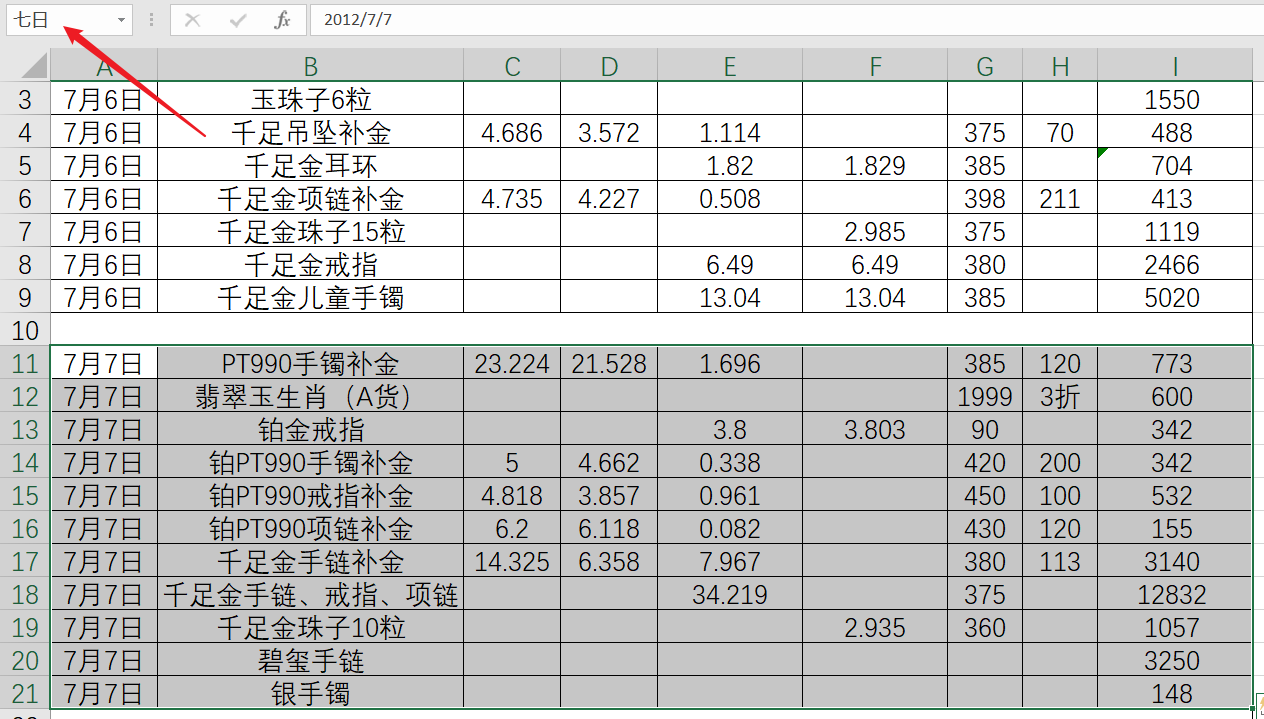 七日 fx 2012/7/7
A B C D E F G H I
3 7月6日 玉珠子6粒 1550
4 7月6日 千足吊坠补金 4.686 3.572 1.114 375 70 488
5 7月6日 千足金耳环 1.82 1.829 385 704
6 7月6日 千足金项链补金 4.735 4.227 0.508 398 211 413
7 7月6日 千足金珠子15粒 2.985 375 1119
8 7月6日 千足金戒指 6.49 6.49 380 2466
9 7月6日 千足金儿童手镯 13.04 13.04 385 5020
10
11 7月7日 PT990手镯补金 23.224 21.528 1.696 385 120 773
12 7月7日 翡翠玉生肖（A货） 1999 3折 600
13 7月7日 铂金戒指 3.8 3.803 90 342
14 7月7日 铂PT990手镯补金 5 4.662 0.338 420 200 342
15 7月7日 铂PT990戒指补金 4.818 3.857 0.961 450 100 532
16 7月7日 铂PT990项链补金 6.2 6.118 0.082 430 120 155
17 7月7日 千足金手链补金 14.325 6.358 7.967 380 113 3140
18 7月7日 千足金手链、戒指、项链 34.219 375 12832
19 7月7日 千足金珠子10粒 2.935 360 1057
20 7月7日 碧玺手链 3250
21 7月7日 银手镯 148